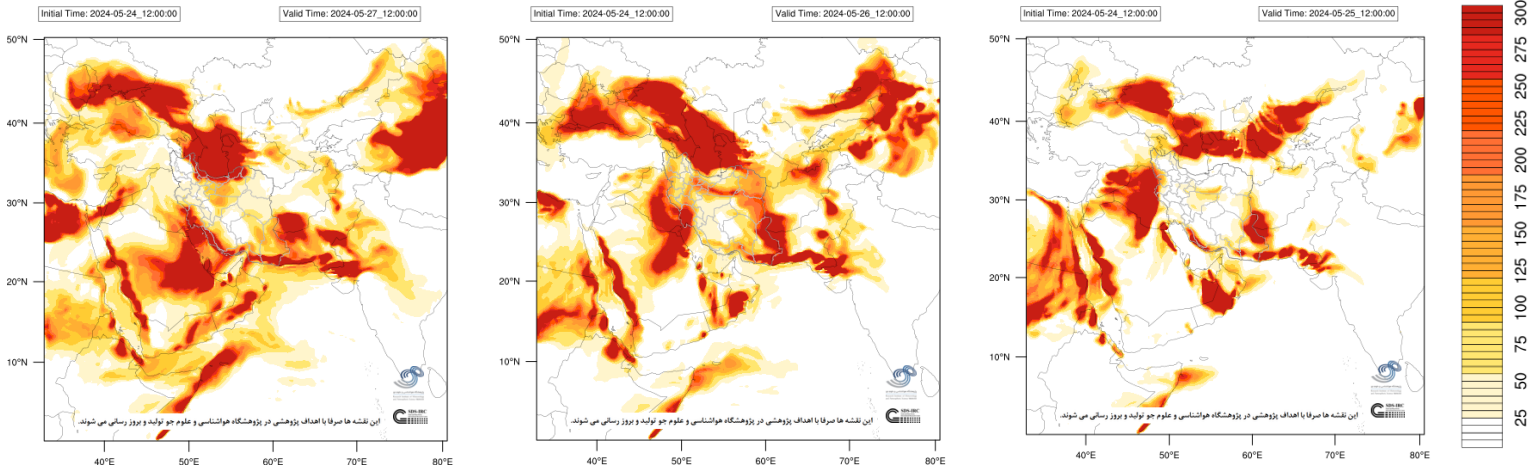 Initial Time: 2024-05-24_12:00:00
Valid Time: 2024-05-27_12:00:00
50°N
40°N
30°N
20°N
10°N
40°E
50°E
60°E
70°E
80°E
SDS-IRC
این نقشه ها صرفا با اهداف پژوهشی در پژوهشگاه هواشناسی و علوم جو تولید و بروز رسانی می شوند.
Initial Time: 2024-05-24_12:00:00
Valid Time: 2024-05-26_12:00:00
50°N
40°N
30°N
20°N
10°N
40°E
50°E
60°E
70°E
80°E
SDS-IRC
این نقشه ها صرفا با اهداف پژوهشی در پژوهشگاه هواشناسی و علوم جو تولید و بروز رسانی می شوند.
Initial Time: 2024-05-24_12:00:00
Valid Time: 2024-05-25_12:00:00
50°N
40°N
30°N
20°N
10°N
40°E
50°E
60°E
70°E
80°E
SDS-IRC
این نقشه ها صرفا با اهداف پژوهشی در پژوهشگاه هواشناسی و علوم جو تولید و بروز رسانی می شوند.
300
275
250
225
200
175
150
125
100
75
50
25